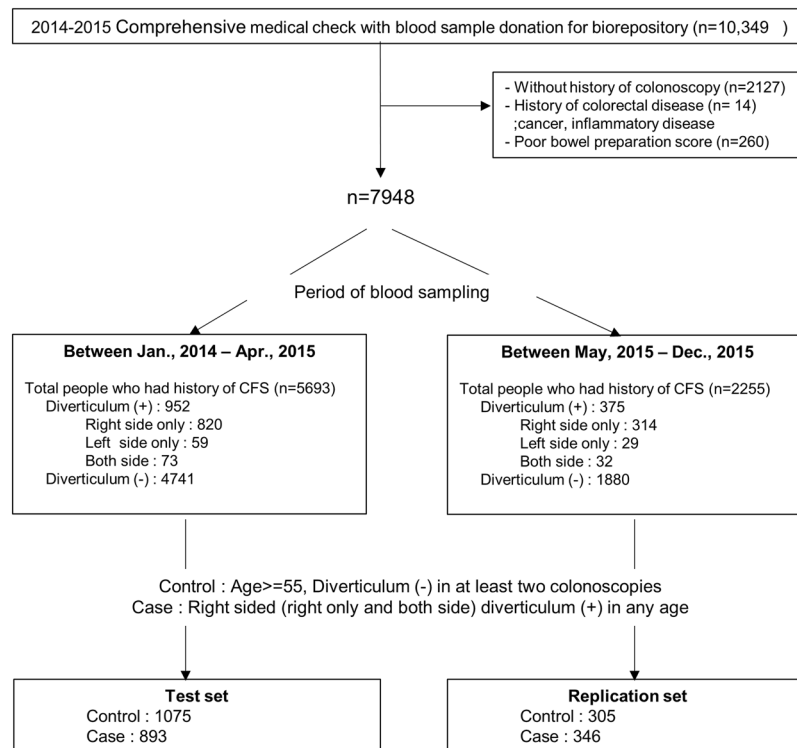 2014-2015 Comprehensive medical check with blood sample donation for biorepository (n=10,349 )
- Without history of colonoscopy (n=2127)
- History of colorectal disease (n= 14)
;cancer, inflammatory disease
- Poor bowel preparation score (n=260)
n=7948
Period of blood sampling
Between Jan., 2014 – Apr., 2015
Total people who had history of CFS (n=5693)
Diverticulum (+) : 952
Right side only : 820
Left side only : 59
Both side : 73
Diverticulum (-) : 4741
Between May, 2015 – Dec., 2015
Total people who had history of CFS (n=2255)
Diverticulum (+) : 375
Right side only : 314
Left side only : 29
Both side : 32
Diverticulum (-) : 1880
Control : Age>=55, Diverticulum (-) in at least two colonoscopies
Case : Right sided (right only and both side) diverticulum (+) in any age
Test set
Control : 1075
Case : 893
Replication set
Control : 305
Case : 346